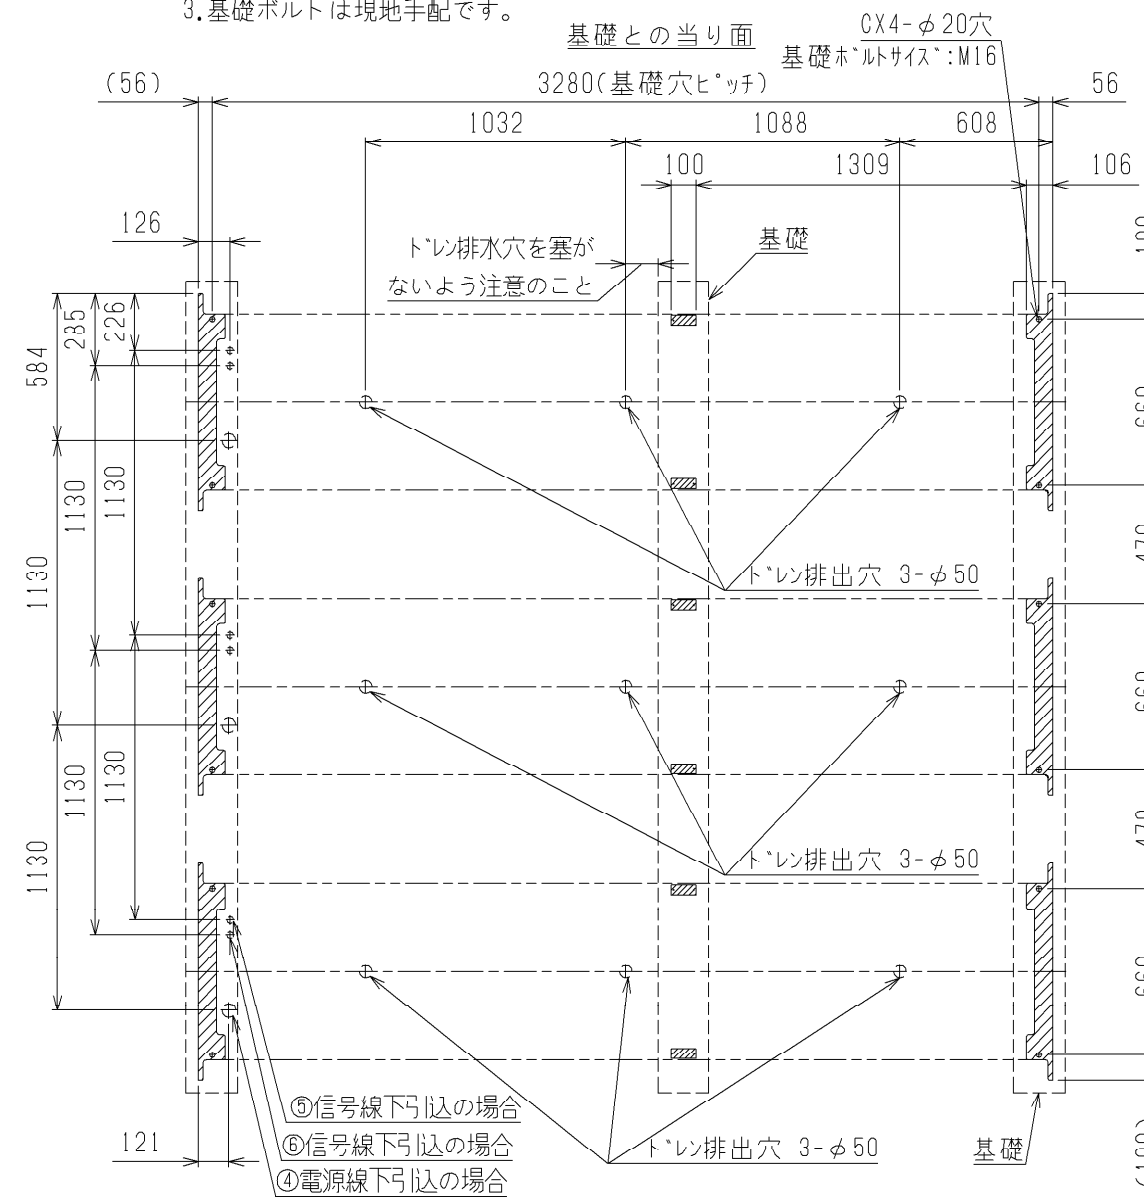 3.基礎ボルトは現地手配です。
基礎との当り面
CX4-φ20穴
基礎ボルトサイズ:M16
(56)
3280(基礎穴ピッチ)
56
1032
1088
608
100
1309
106
126
ドレン排水穴を塞が
ないよう注意のこと
基礎
584
285
226
1130
1130
1130
ドレン排出穴 3-φ50
1130
1130
1130
ドレン排出穴 3-φ50
⑤信号線下引込の場合
⑥信号線下引込の場合
④電源線下引込の場合
121
ドレン排出穴 3-φ50
基礎